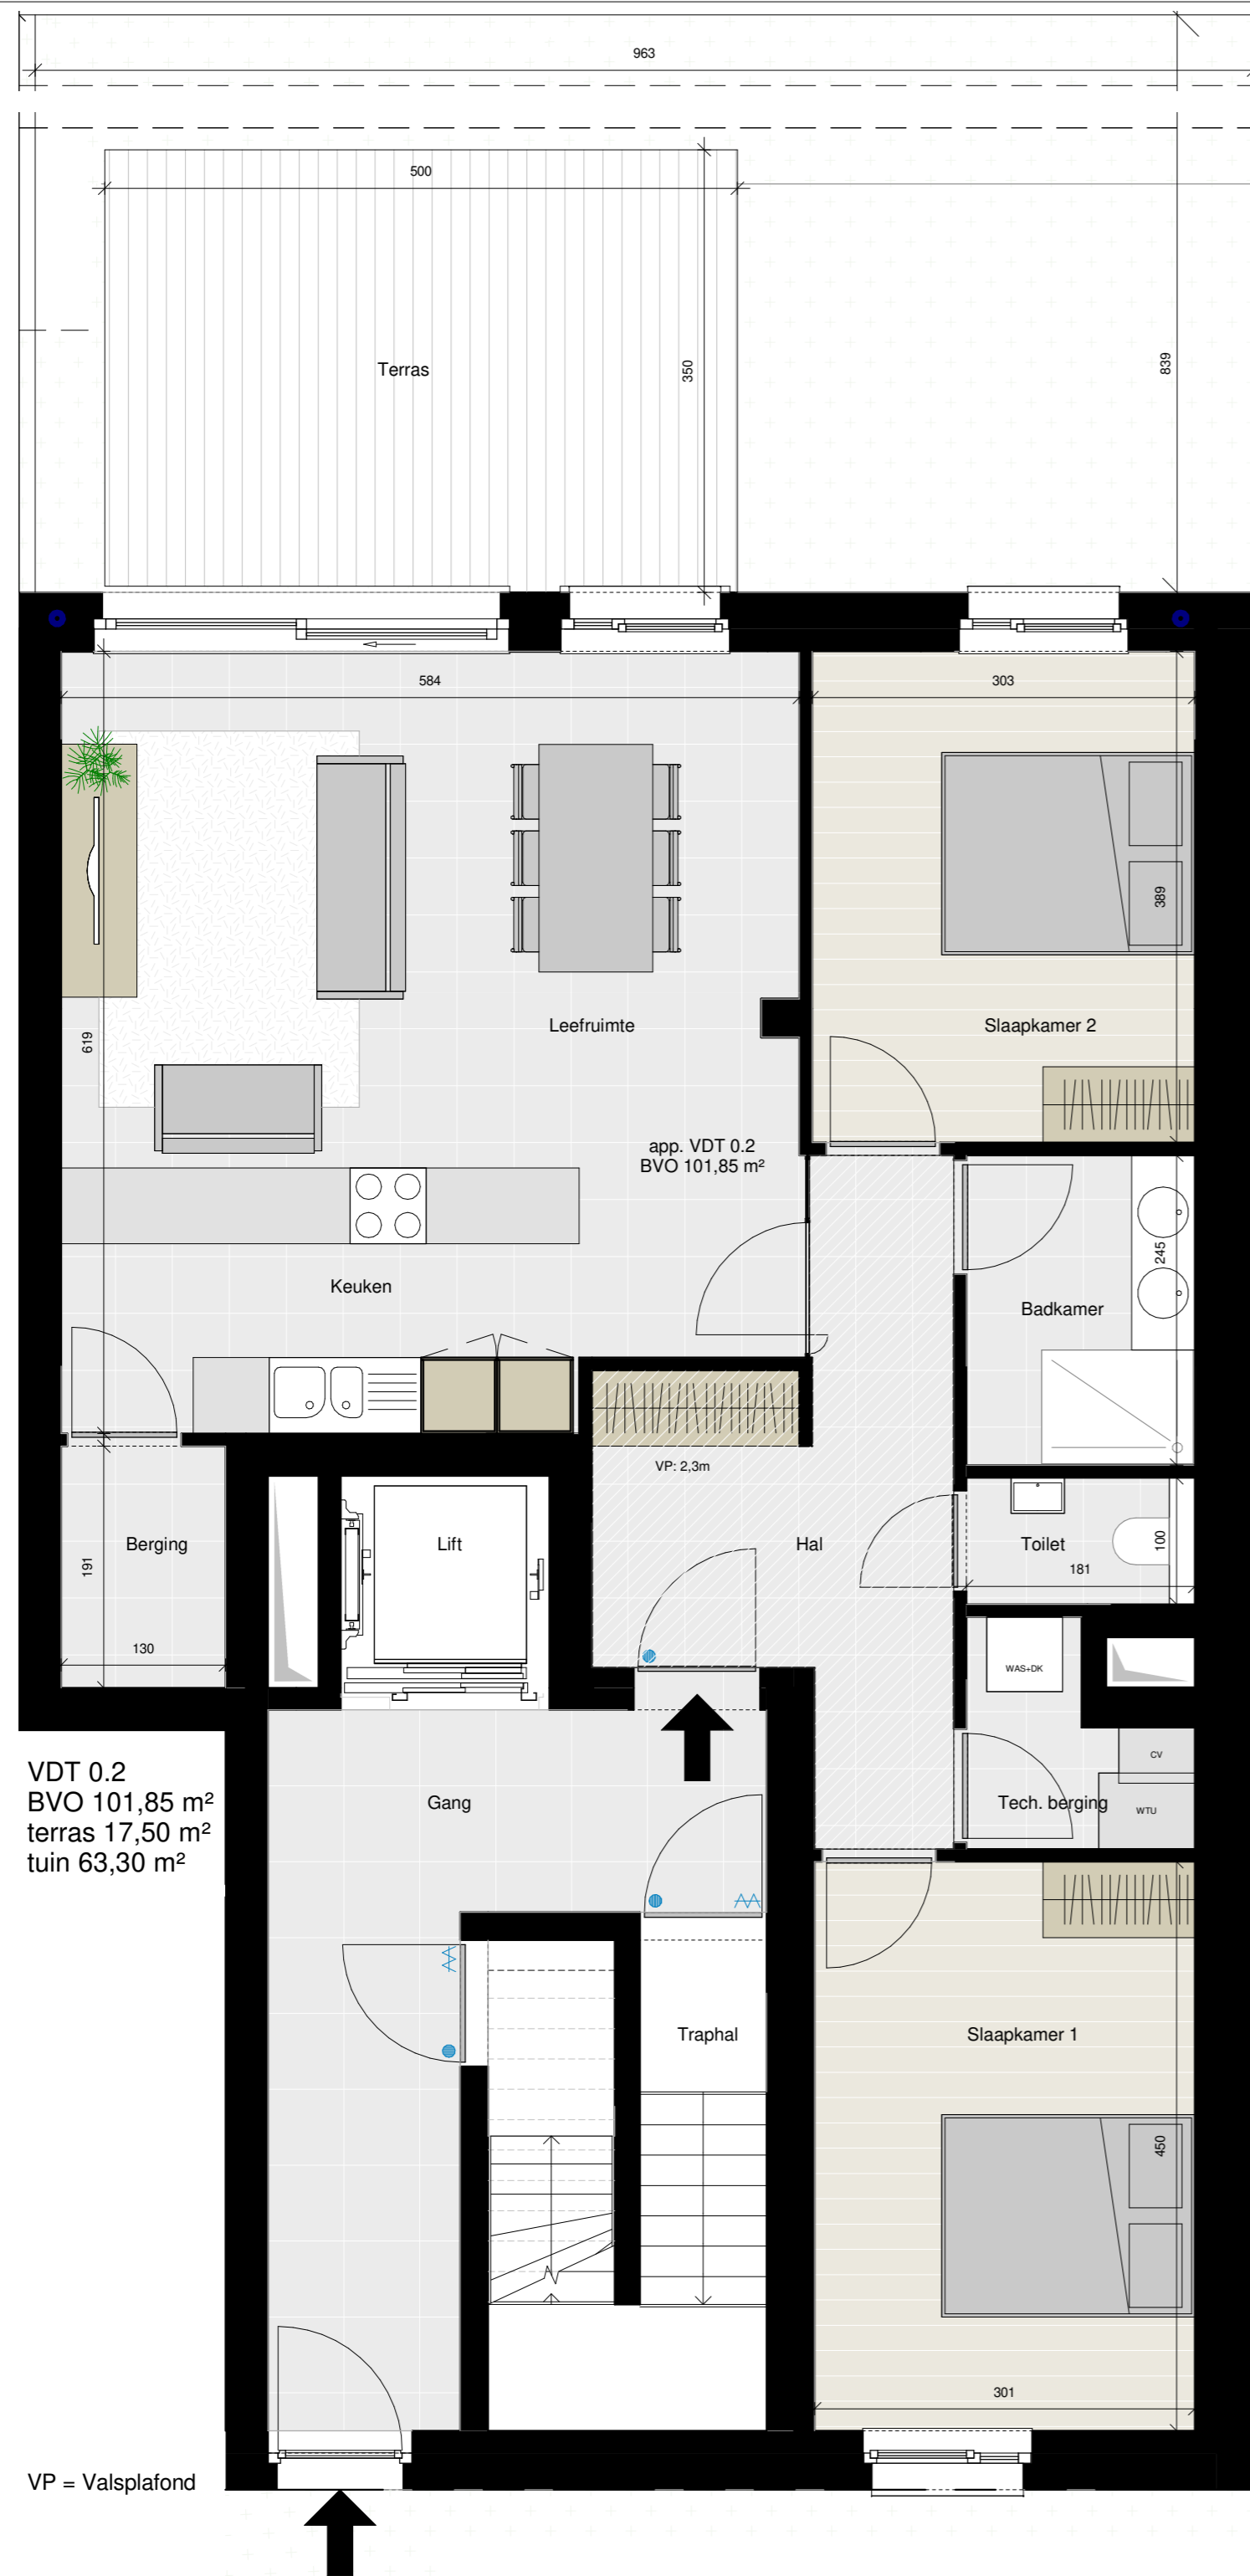 963
500
Terras
350
839
584
303
389
619
Leefruimte
Slaapkamer 2
app. VDT 0.2
BVO 101,85 m²
245
Keuken
Badkamer
VP: 2,3m
Berging
Lift
Hal
Toilet
100
191
181
130
WAS+DK
CV
VDT 0.2
BVO 101,85 m²
terras 17,50 m²
tuin 63,30 m²
Gang
Tech. berging
WTU
Traphal
Slaapkamer 1
450
301
VP = Valsplafond